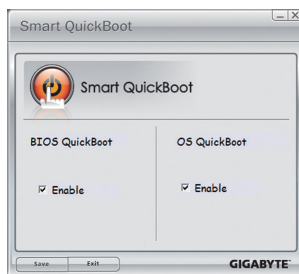 Smart QuickBoot
Smart QuickBoot
BIOS QuickBoot
OS QuickBoot
Enable
Enable
Save
Exit
GIGABYTE